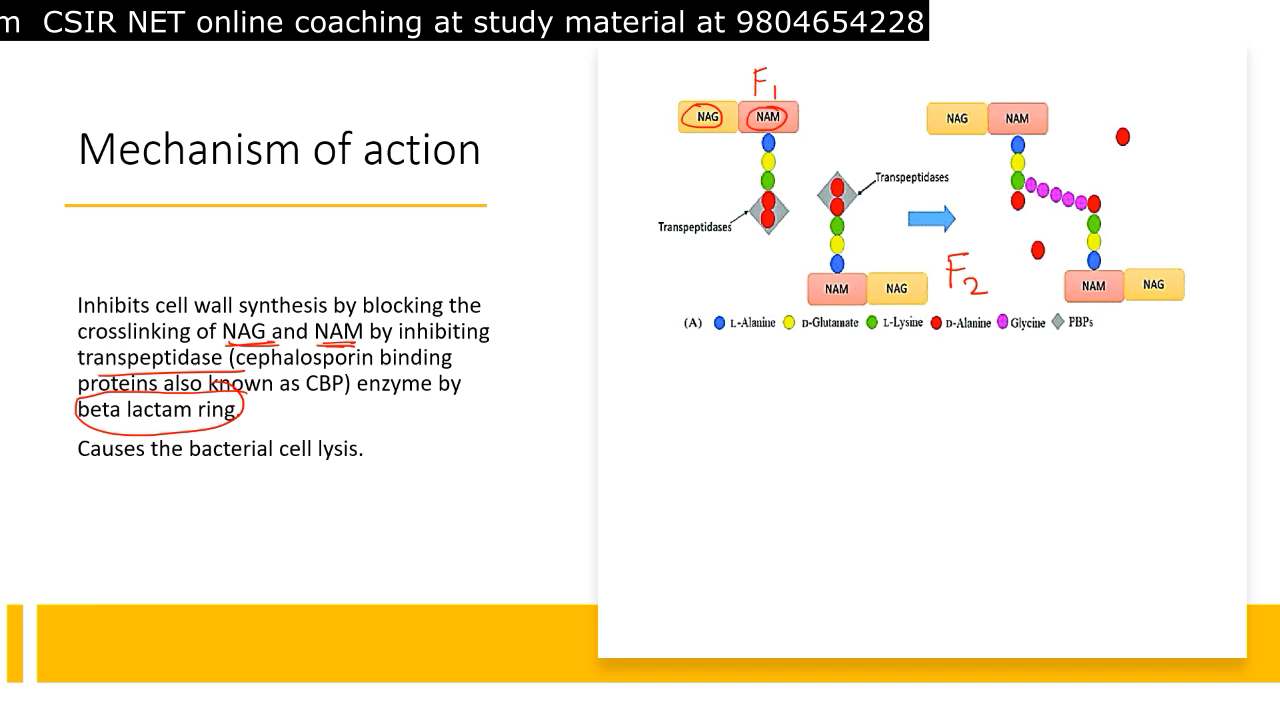 m CSIR NET online coaching at study material at 9804654228
Mechanism of action
Inhibits cell wall synthesis by blocking the
crosslinking of NAG and NAM by inhibiting
transpeptidase (cephalosporin binding
proteins also known as CBP) enzyme by
beta lactam ring.
Causes the bacterial cell lysis.
F1
NAG NAM
Transpeptidases
Transpeptidases
NAM NAG
NAG NAM
F2
NAM NAG
(A) L-Alanine D-Glutamate L-Lysine D-Alanine Glycine PBPs